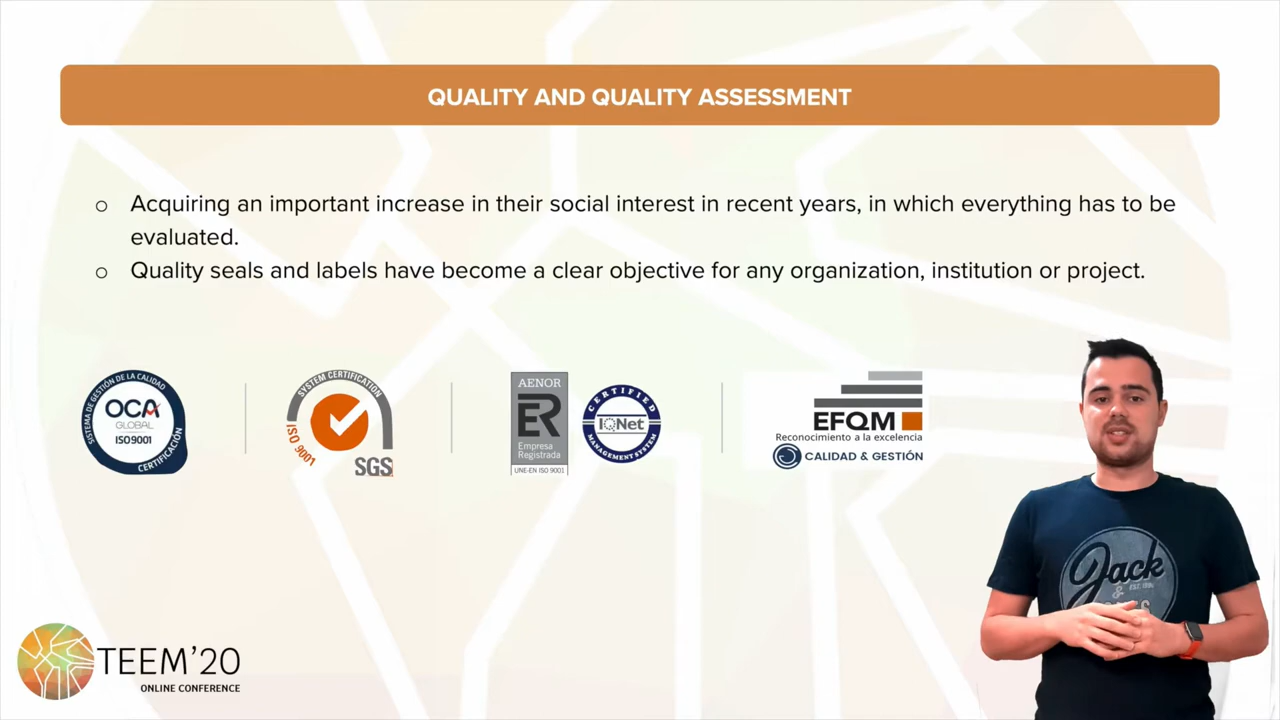 QUALITY AND QUALITY ASSESSMENT
Acquiring an important increase in their social interest in recent years, in which everything has to be
evaluated.
Quality seals and labels have become a clear objective for any organization, institution or project.
SISTEMA DE GESTIÓN DE LA CALIDAD
OCA
GLOBAL
ISO9001
CERTIFICACIÓN
SYSTEM CERTIFICATION
ISO 9001
SGS
AENOR
ER
Empresa
Registrada
UNE-EN ISO 9001
CERTIFIED
IQNet
MANAGEMENT SYSTEM
EFQM
Reconocimiento a la excelencia
CALIDAD & GESTIÓN
Jack
&
TEEM'20
ONLINE CONFERENCE